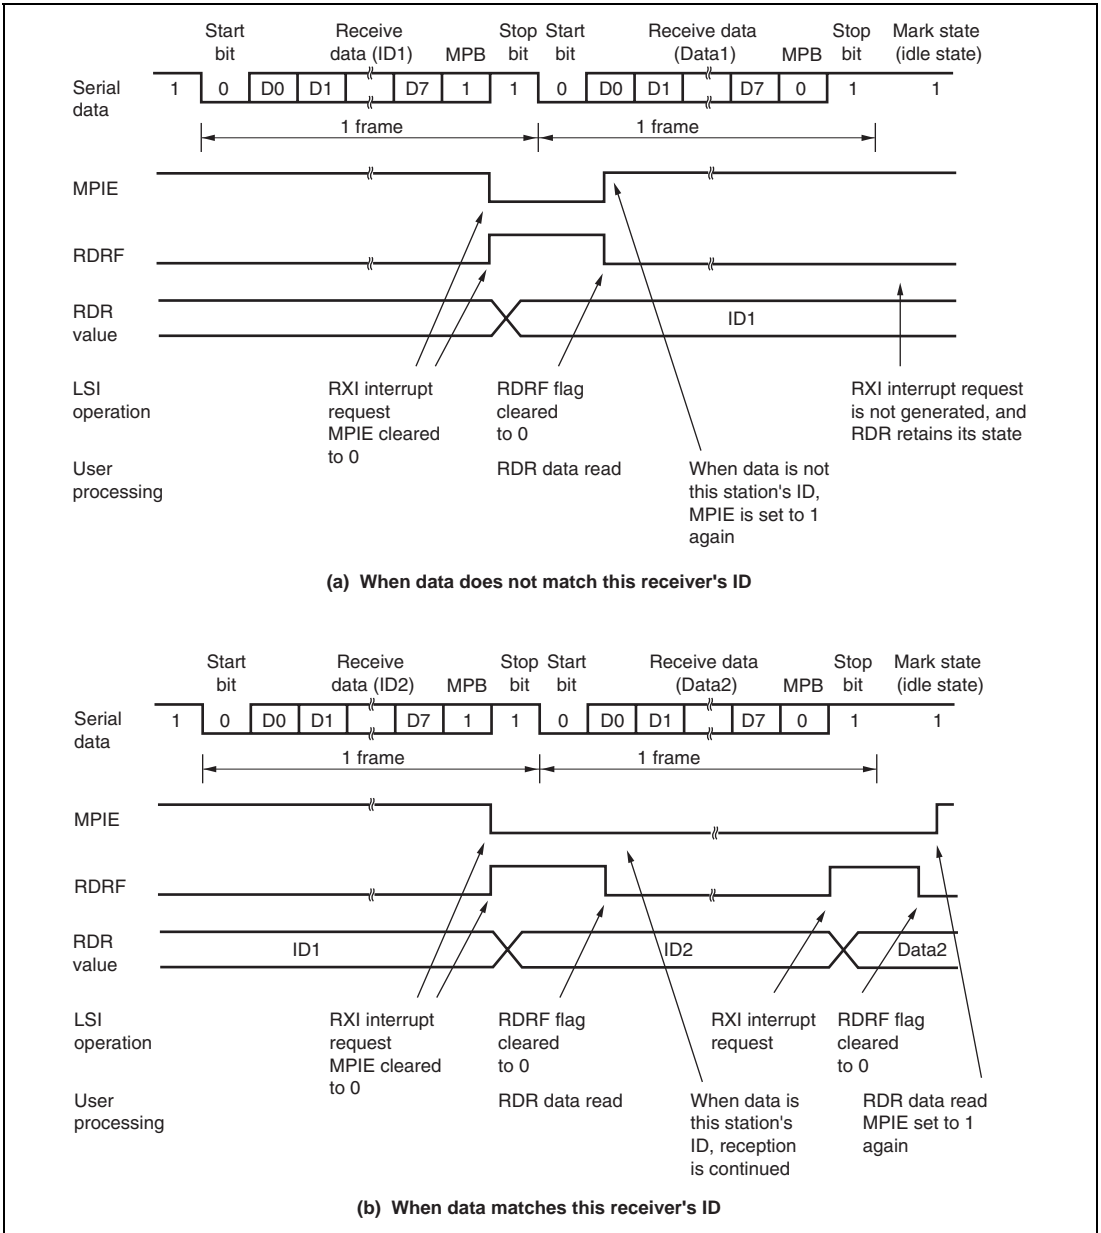 Start bit
Receive data (ID1)
MPB
Stop bit
Start bit
Receive data (Data1)
MPB
Stop bit
Mark state (idle state)
Serial data
1 0 D0 D1 D7 1 1 0 D0 D1 D7 0 1 1
1 frame
1 frame
MPIE
RDRF
RDR value
ID1
LSI operation
RXI interrupt request MPIE cleared to 0
RDRF flag cleared to 0
RXI interrupt request is not generated, and RDR retains its state
User processing
RDR data read
When data is not this station's ID, MPIE is set to 1 again
(a) When data does not match this receiver's ID
Start bit
Receive data (ID2)
MPB
Stop bit
Start bit
Receive data (Data2)
MPB
Stop bit
Mark state (idle state)
Serial data
1 0 D0 D1 D7 1 1 0 D0 D1 D7 0 1 1
1 frame
1 frame
MPIE
RDRF
RDR value
ID1
ID2
Data2
LSI operation
RXI interrupt request MPIE cleared to 0
RDRF flag cleared to 0
RXI interrupt request
RDRF flag cleared to 0
User processing
RDR data read
When data is this station's ID, reception is continued
RDR data read MPIE set to 1 again
(b) When data matches this receiver's ID